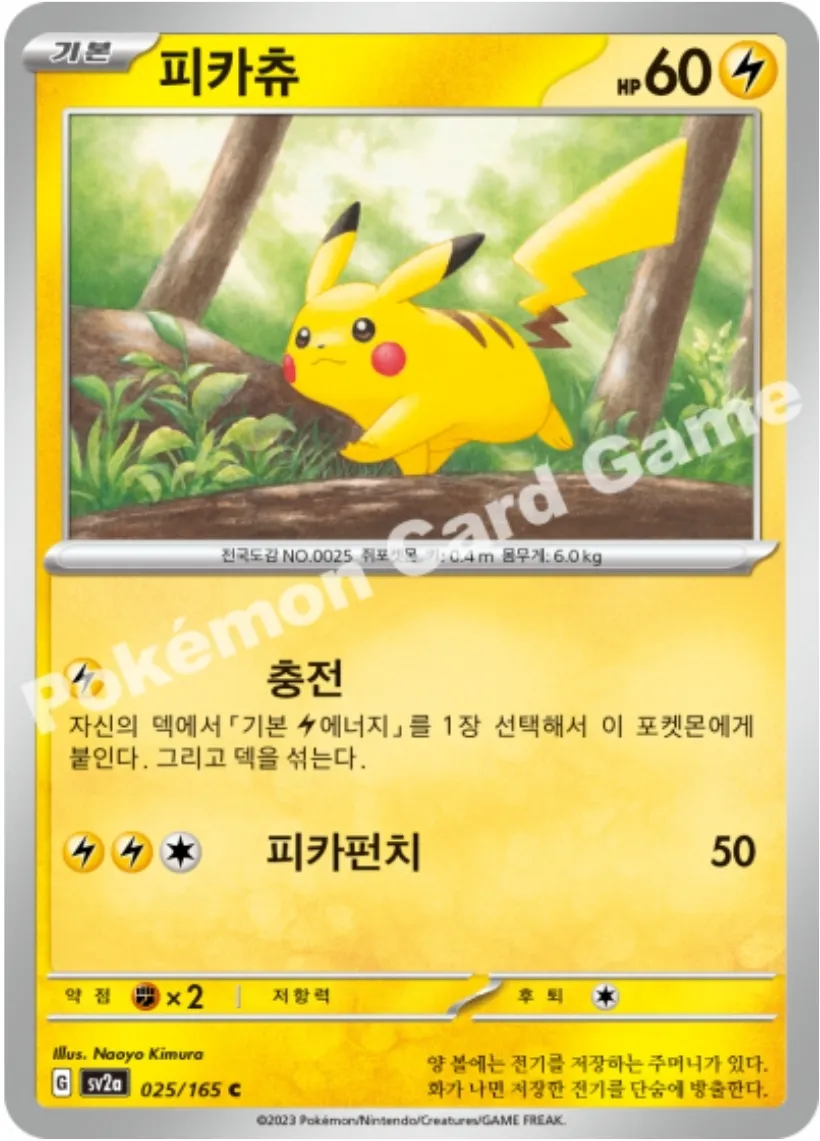 기본 피카츄 HP 60
전국도감 NO.0025 쥐포켓몬 키: 0.4 m 몸무게: 6.0 kg
Pokémon Card Game
충전
자신의 덱에서 「기본 에너지」를 1장 선택해서 이 포켓몬에게
붙인다. 그리고 덱을 섞는다.
피카펀치 50
약점 ×2 저항력 후퇴
Illus. Naoyo Kimura
G sv2a 025/165 C
양 볼에는 전기를 저장하는 주머니가 있다.
화가 나면 저장한 전기를 단숨에 방출한다.
©2023 Pokémon/Nintendo/Creatures/GAME FREAK.